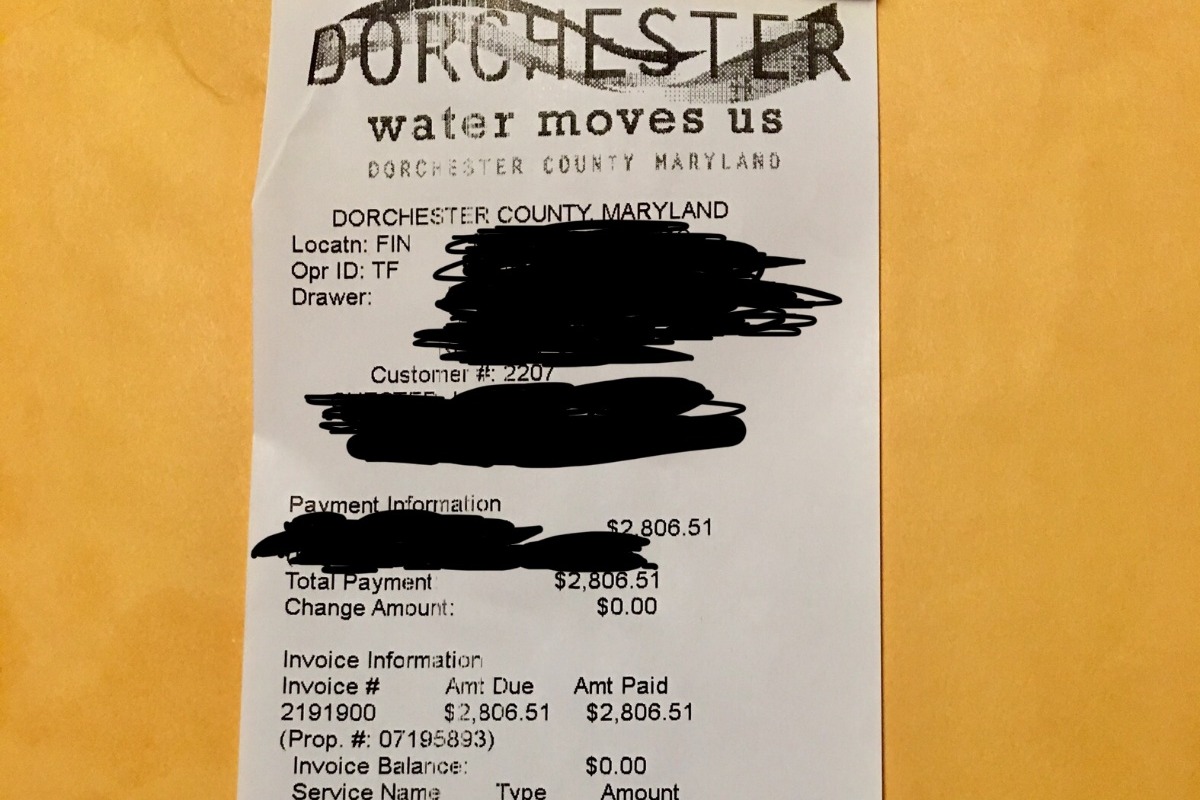 DORCHESTER
water moves us
DORCHESTER COUNTY MARYLAND
DORCHESTER COUNTY, MARYLAND
Locatn: FIN
Opr ID: TF
Drawer:
Customer #: 2207
Payment Information
$2,806.51
Total Payment $2,806.51
Change Amount: $0.00
Invoice Information
Invoice # Amt Due Amt Paid
2191900 $2,806.51 $2,806.51
(Prop. #: 07195893)
Invoice Balance: $0.00
Service Name Type Amount